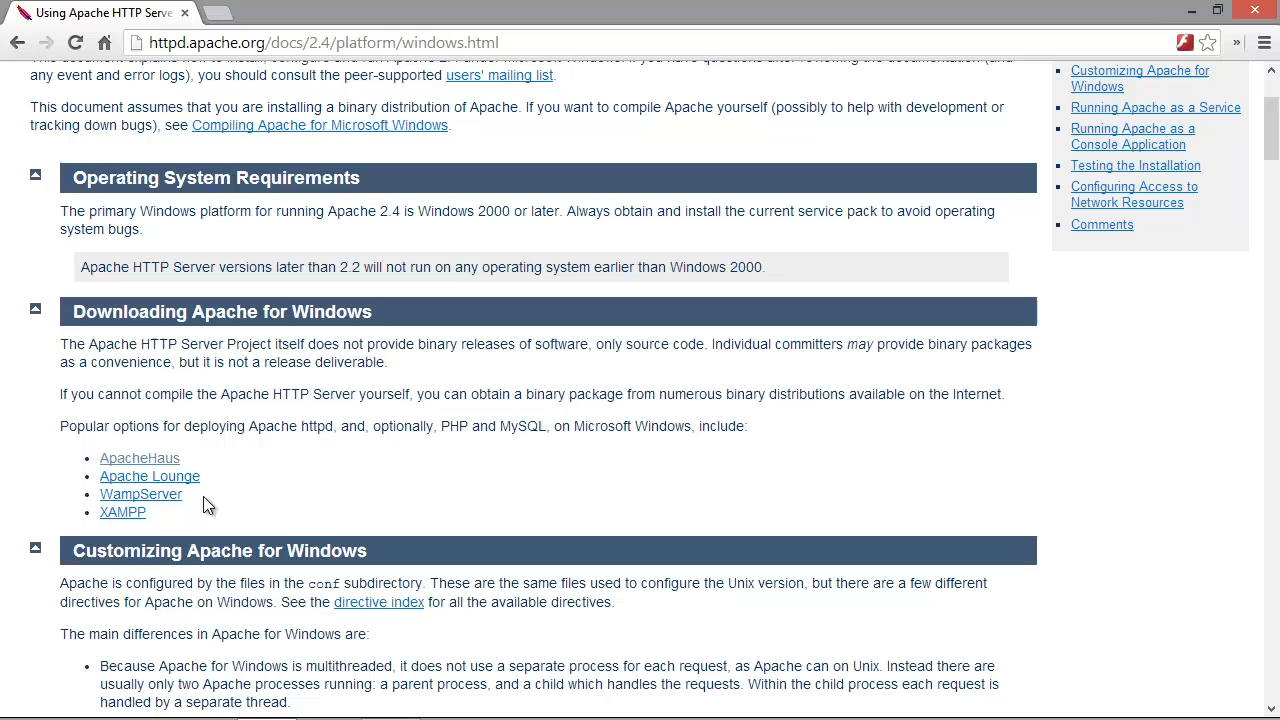 Using Apache HTTP Serve
httpd.apache.org/docs/2.4/platform/windows.html
any event and error logs), you should consult the peer-supported users' mailing list.
This document assumes that you are installing a binary distribution of Apache. If you want to compile Apache yourself (possibly to help with development or
tracking down bugs), see Compiling Apache for Microsoft Windows.
Operating System Requirements
The primary Windows platform for running Apache 2.4 is Windows 2000 or later. Always obtain and install the current service pack to avoid operating
system bugs.
Apache HTTP Server versions later than 2.2 will not run on any operating system earlier than Windows 2000.
Downloading Apache for Windows
The Apache HTTP Server Project itself does not provide binary releases of software, only source code. Individual committers may provide binary packages
as a convenience, but it is not a release deliverable.
If you cannot compile the Apache HTTP Server yourself, you can obtain a binary package from numerous binary distributions available on the Internet.
Popular options for deploying Apache httpd, and, optionally, PHP and MySQL, on Microsoft Windows, include:
ApacheHaus
Apache Lounge
WampServer
XAMPP
Customizing Apache for Windows
Apache is configured by the files in the conf subdirectory. These are the same files used to configure the Unix version, but there are a few different
directives for Apache on Windows. See the directive index for all the available directives.
The main differences in Apache for Windows are:
Because Apache for Windows is multithreaded, it does not use a separate process for each request, as Apache can on Unix. Instead there are
usually only two Apache processes running: a parent process, and a child which handles the requests. Within the child process each request is
handled by a separate thread.
Customizing Apache for
Windows
Running Apache as a Service
Running Apache as a
Console Application
Testing the Installation
Configuring Access to
Network Resources
Comments